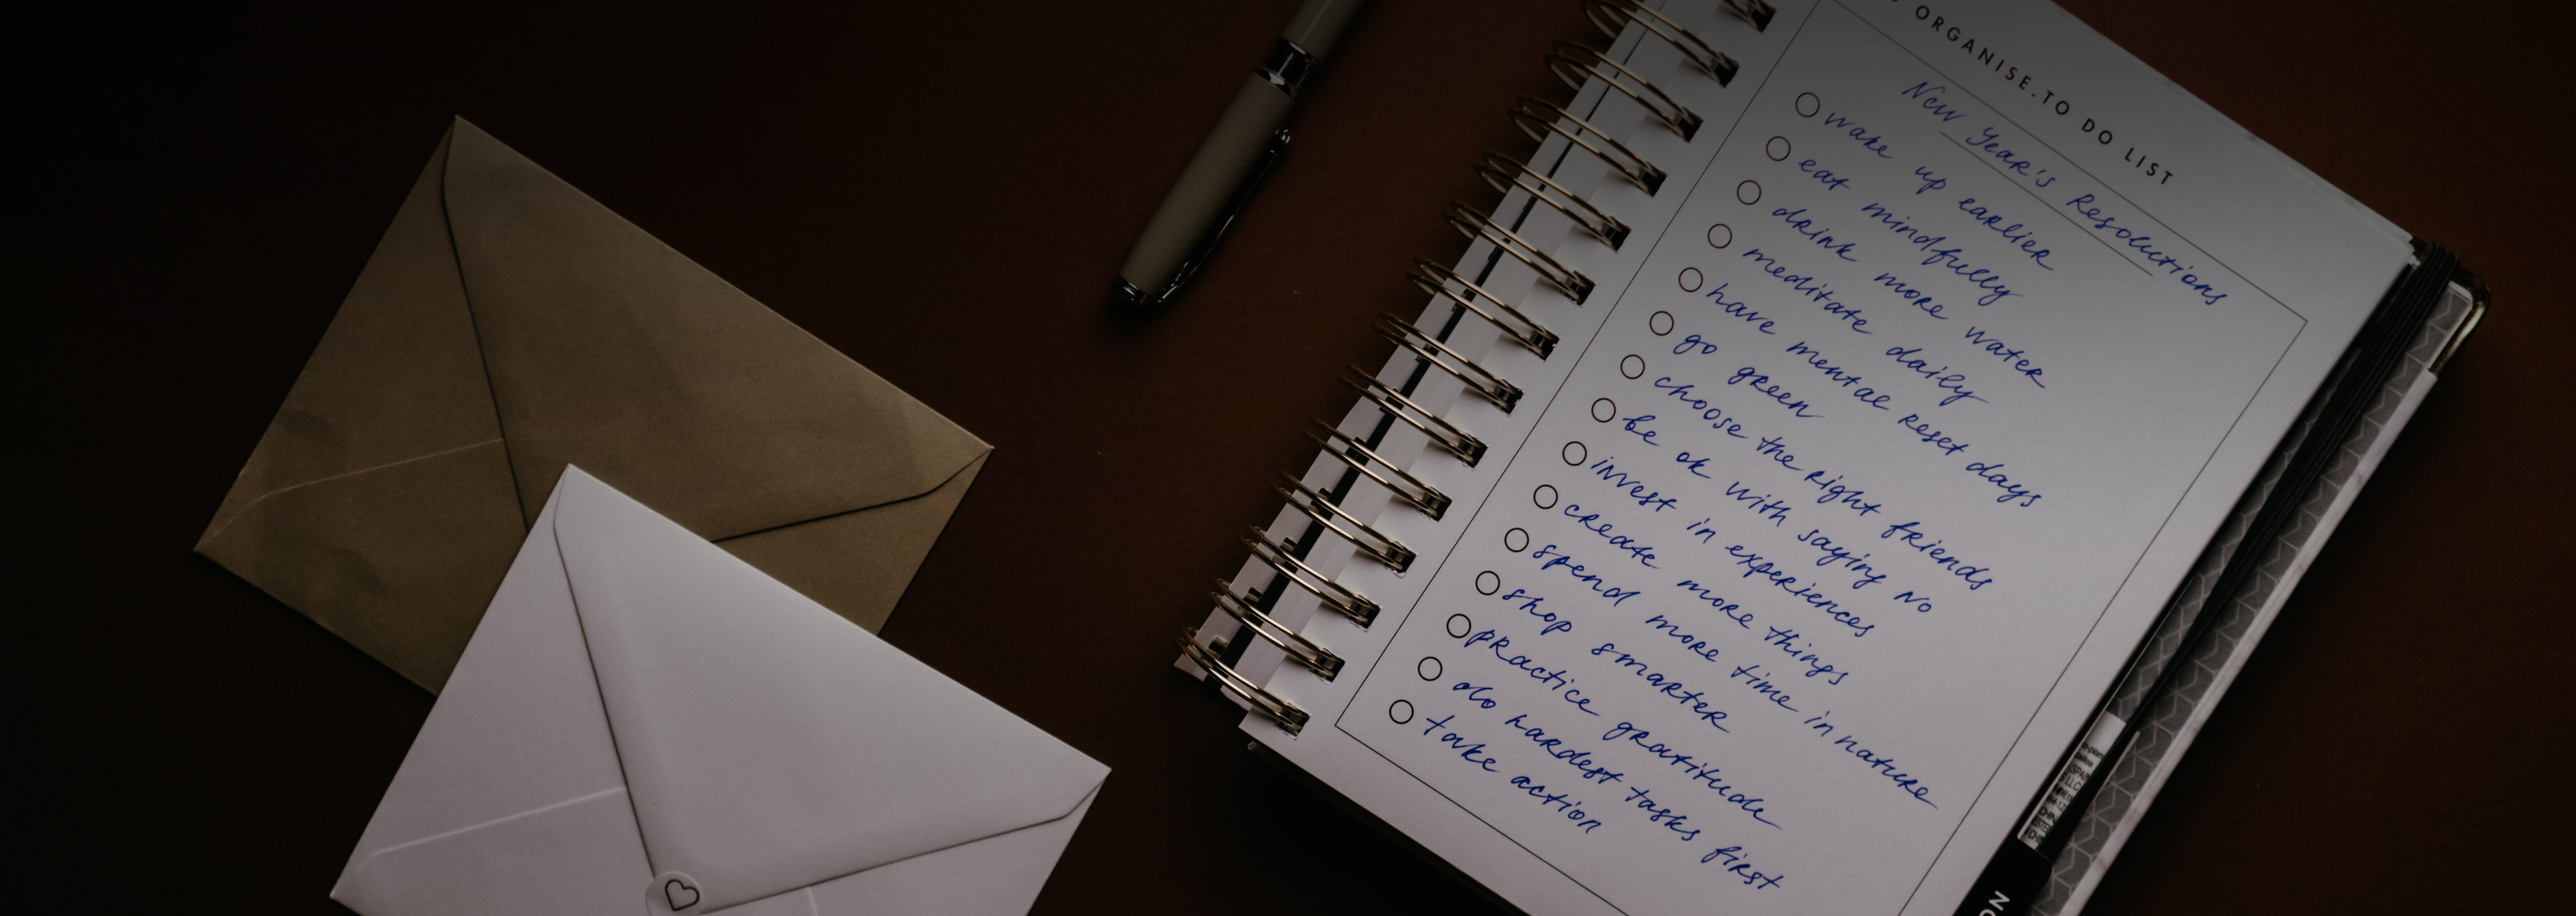 ORGANISE.TO DO LIST
New Year's Resolutions
wake up earlier
eat mindfully
drink more water
meditate daily
have mental reset days
go green
choose the right friends
be ok with saying no
invest in experiences
create more things
spend more time in nature
shop smarter
practice gratitude
do hardest tasks first
take action
ON